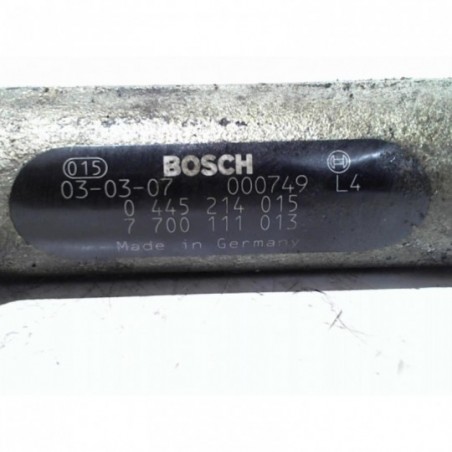 015 BOSCH
03-03-07 000749 L4
0 445 214 015
7 700 111 013
Made in Germany